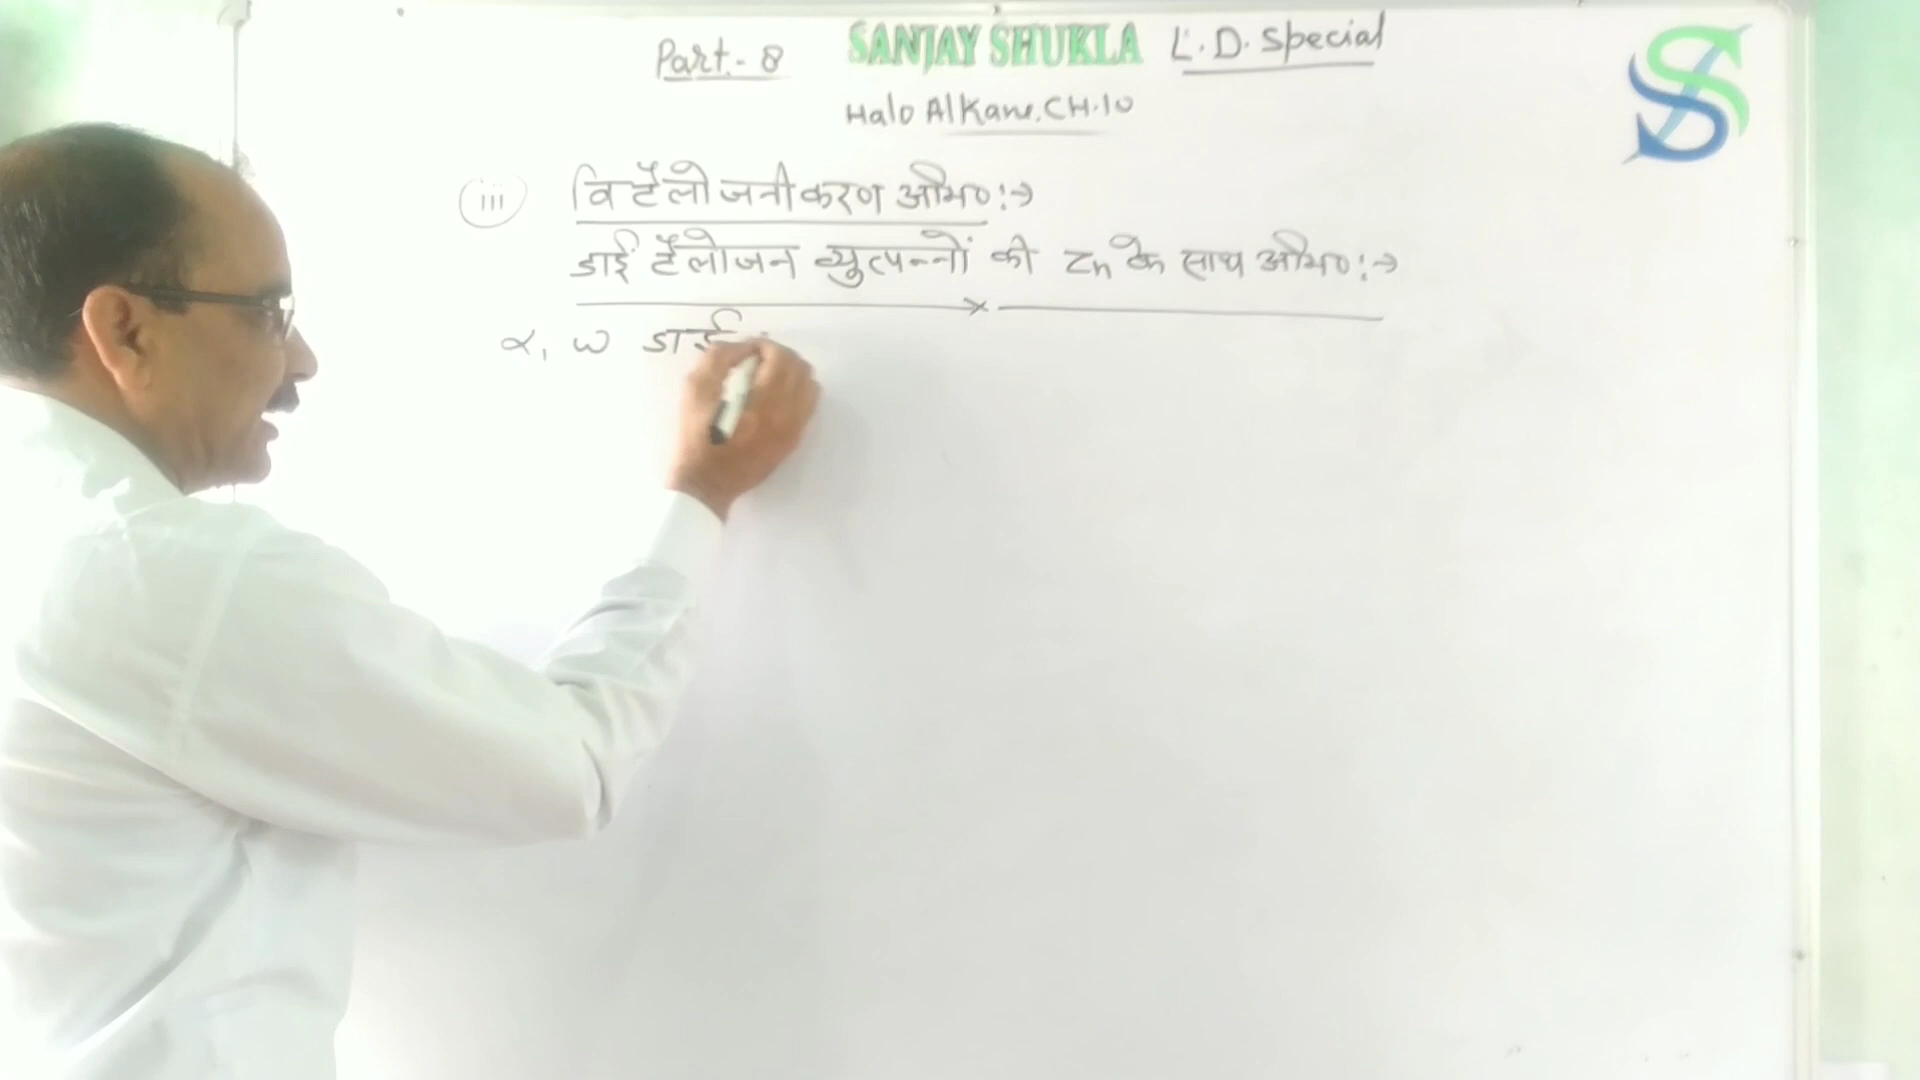 Part.- 8 SANJAY SHUKLA L.D. Special
Halo Alkane, CH.10
(iii) विहैलोजनीकरण अभि० :→
डाई हैलोजन व्युत्पन्नों की Zn के साथ अभि० :→
α, ω डाई